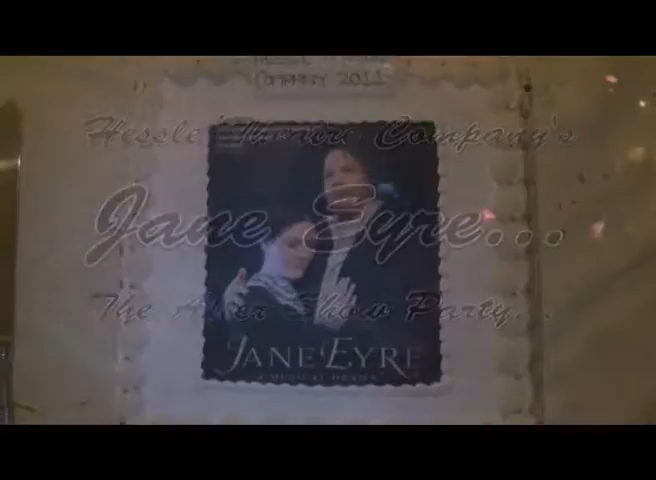 COMPANY 2011
Hessle Theatre Company's
Jane Eyre...
The After Show Party...
JANE EYRE
A MUSICAL DRAMA